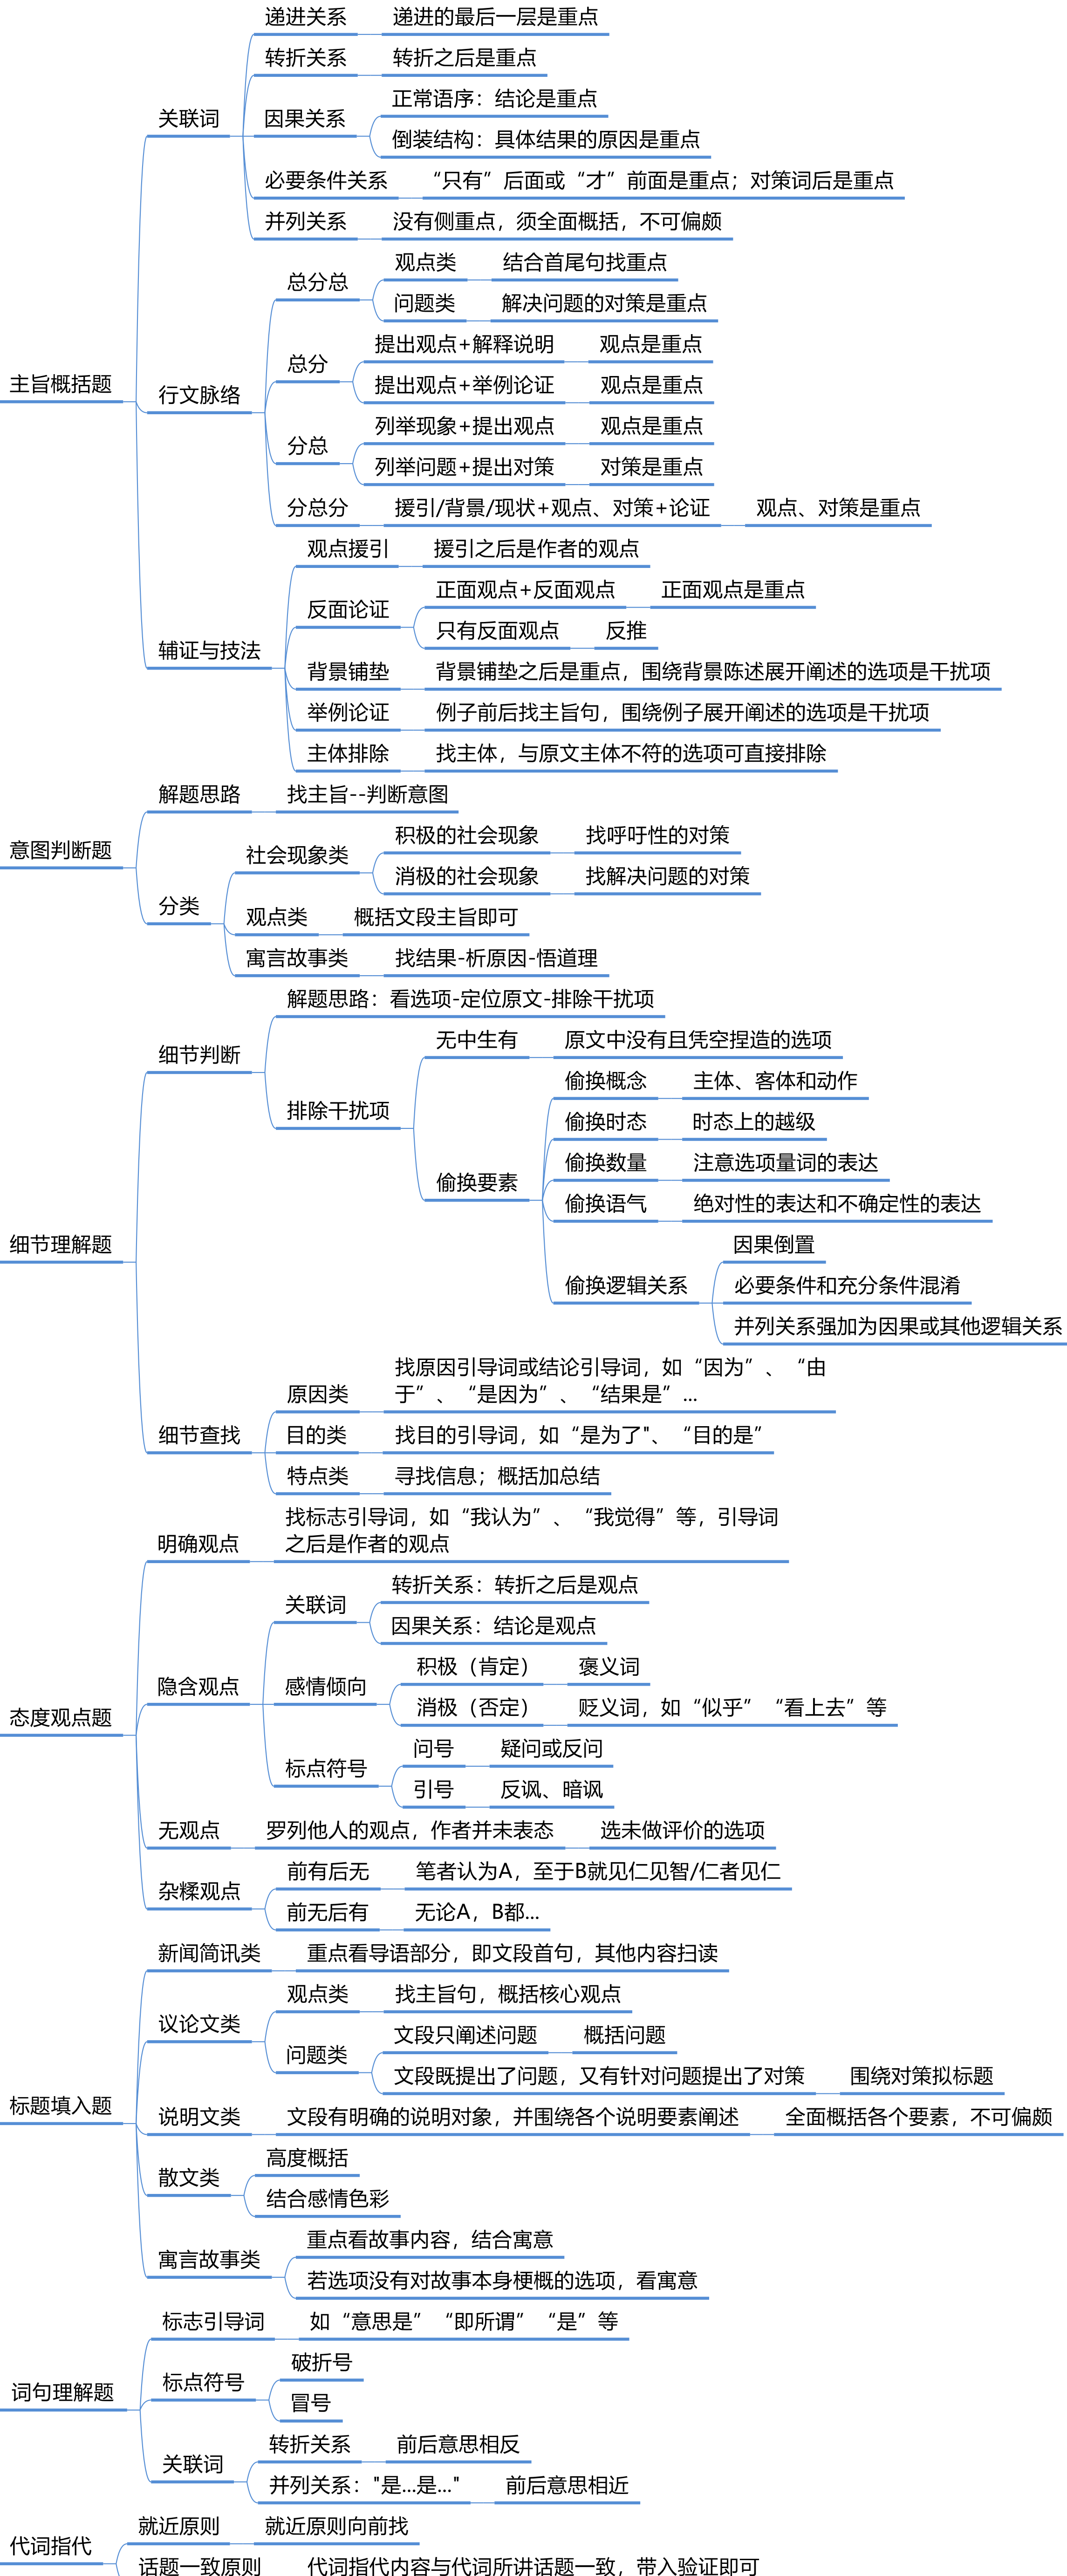 主旨概括题
关联词
递进关系
递进的最后一层是重点
转折关系
转折之后是重点
因果关系
正常语序：结论是重点
倒装结构：具体结果的原因是重点
必要条件关系
“只有”后面或“才”前面是重点；对策词后是重点
并列关系
没有侧重点，须全面概括，不可偏颇
行文脉络
总分总
观点类
结合首尾句找重点
问题类
解决问题的对策是重点
总分
提出观点+解释说明
观点是重点
提出观点+举例论证
观点是重点
分总
列举现象+提出观点
观点是重点
列举问题+提出对策
对策是重点
分总分
援引/背景/现状+观点、对策+论证
观点、对策是重点
辅证与技法
观点援引
援引之后是作者的观点
反面论证
正面观点+反面观点
正面观点是重点
只有反面观点
反推
背景铺垫
背景铺垫之后是重点，围绕背景陈述展开阐述的选项是干扰项
举例论证
例子前后找主旨句，围绕例子展开阐述的选项是干扰项
主体排除
找主体，与原文主体不符的选项可直接排除
意图判断题
解题思路
找主旨--判断意图
分类
社会现象类
积极的社会现象
找呼吁性的对策
消极的社会现象
找解决问题的对策
观点类
概括文段主旨即可
寓言故事类
找结果-析原因-悟道理
细节理解题
细节判断
解题思路：看选项-定位原文-排除干扰项
排除干扰项
无中生有
原文中没有且凭空捏造的选项
偷换要素
偷换概念
主体、客体和动作
偷换时态
时态上的越级
偷换数量
注意选项量词的表达
偷换语气
绝对性的表达和不确定性的表达
偷换逻辑关系
因果倒置
必要条件和充分条件混淆
并列关系强加为因果或其他逻辑关系
细节查找
原因类
找原因引导词或结论引导词，如“因为”、“由
于”、“是因为”、“结果是”...
目的类
找目的引导词，如“是为了"、“目的是”
特点类
寻找信息；概括加总结
态度观点题
明确观点
找标志引导词，如“我认为”、“我觉得”等，引导词
之后是作者的观点
隐含观点
关联词
转折关系：转折之后是观点
因果关系：结论是观点
感情倾向
积极（肯定）
褒义词
消极（否定）
贬义词，如“似乎”“看上去”等
标点符号
问号
疑问或反问
引号
反讽、暗讽
无观点
罗列他人的观点，作者并未表态
选未做评价的选项
杂糅观点
前有后无
笔者认为A，至于B就见仁见智/仁者见仁
前无后有
无论A，B都...
标题填入题
新闻简讯类
重点看导语部分，即文段首句，其他内容扫读
议论文类
观点类
找主旨句，概括核心观点
问题类
文段只阐述问题
概括问题
文段既提出了问题，又有针对问题提出了对策
围绕对策拟标题
说明文类
文段有明确的说明对象，并围绕各个说明要素阐述
全面概括各个要素，不可偏颇
散文类
高度概括
结合感情色彩
寓言故事类
重点看故事内容，结合寓意
若选项没有对故事本身梗概的选项，看寓意
词句理解题
标志引导词
如“意思是”“即所谓”“是”等
标点符号
破折号
冒号
关联词
转折关系
前后意思相反
并列关系："是...是..."
前后意思相近
代词指代
就近原则
就近原则向前找
话题一致原则
代词指代内容与代词所讲话题一致，带入验证即可